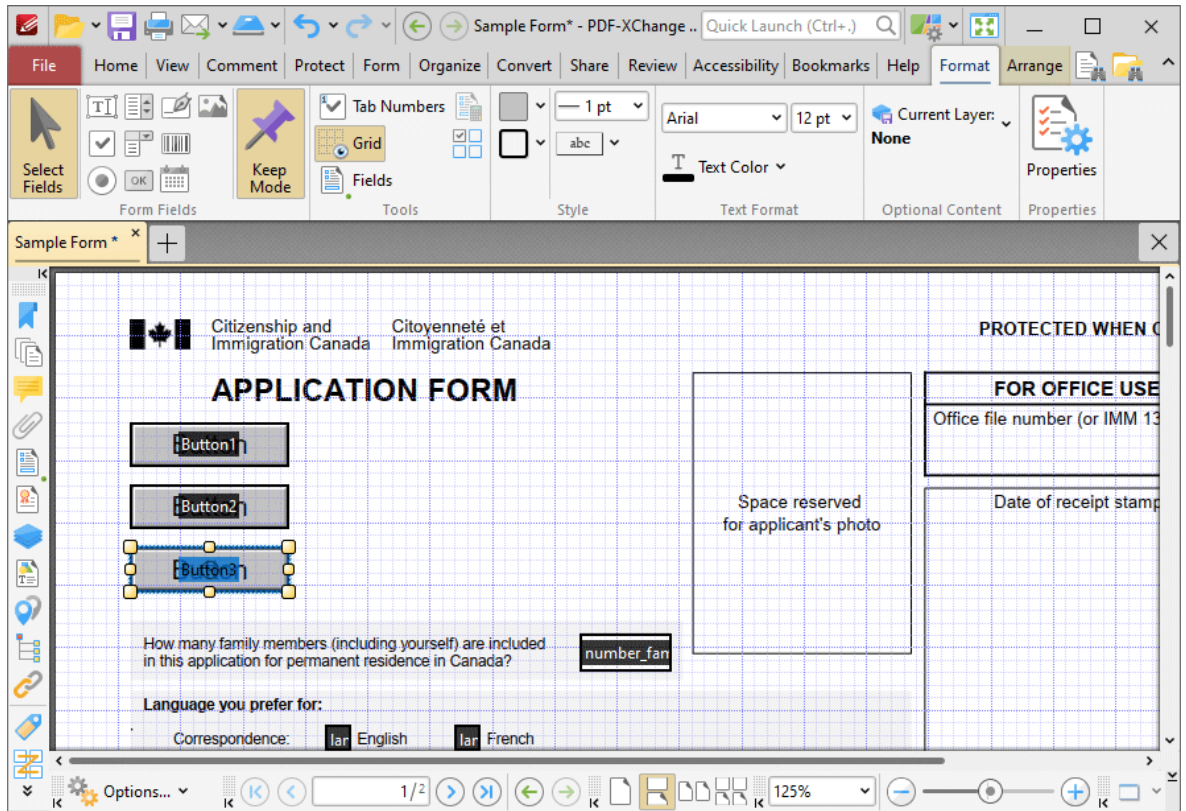 Sample Form* - PDF-XChange ..
Quick Launch (Ctrl+.)
File Home View Comment Protect Form Organize Convert Share Review Accessibility Bookmarks Help Format Arrange
Select Fields
OK
Keep Mode
Form Fields
Tab Numbers
Grid
Fields
Tools
1 pt
abc
Style
Arial
12 pt
Text Color
Text Format
Current Layer:
None
Optional Content
Properties
Properties
Sample Form *
Citizenship and
Immigration Canada
Citoyenneté et
Immigration Canada
PROTECTED WHEN
APPLICATION FORM
FOR OFFICE USE
Office file number (or IMM 13
Button1
Button2
Button3
Space reserved
for applicant's photo
Date of receipt stamp
How many family members (including yourself) are included
in this application for permanent residence in Canada?
number_fam
Language you prefer for:
Correspondence: lar English lar French
Options...
1/2
125%